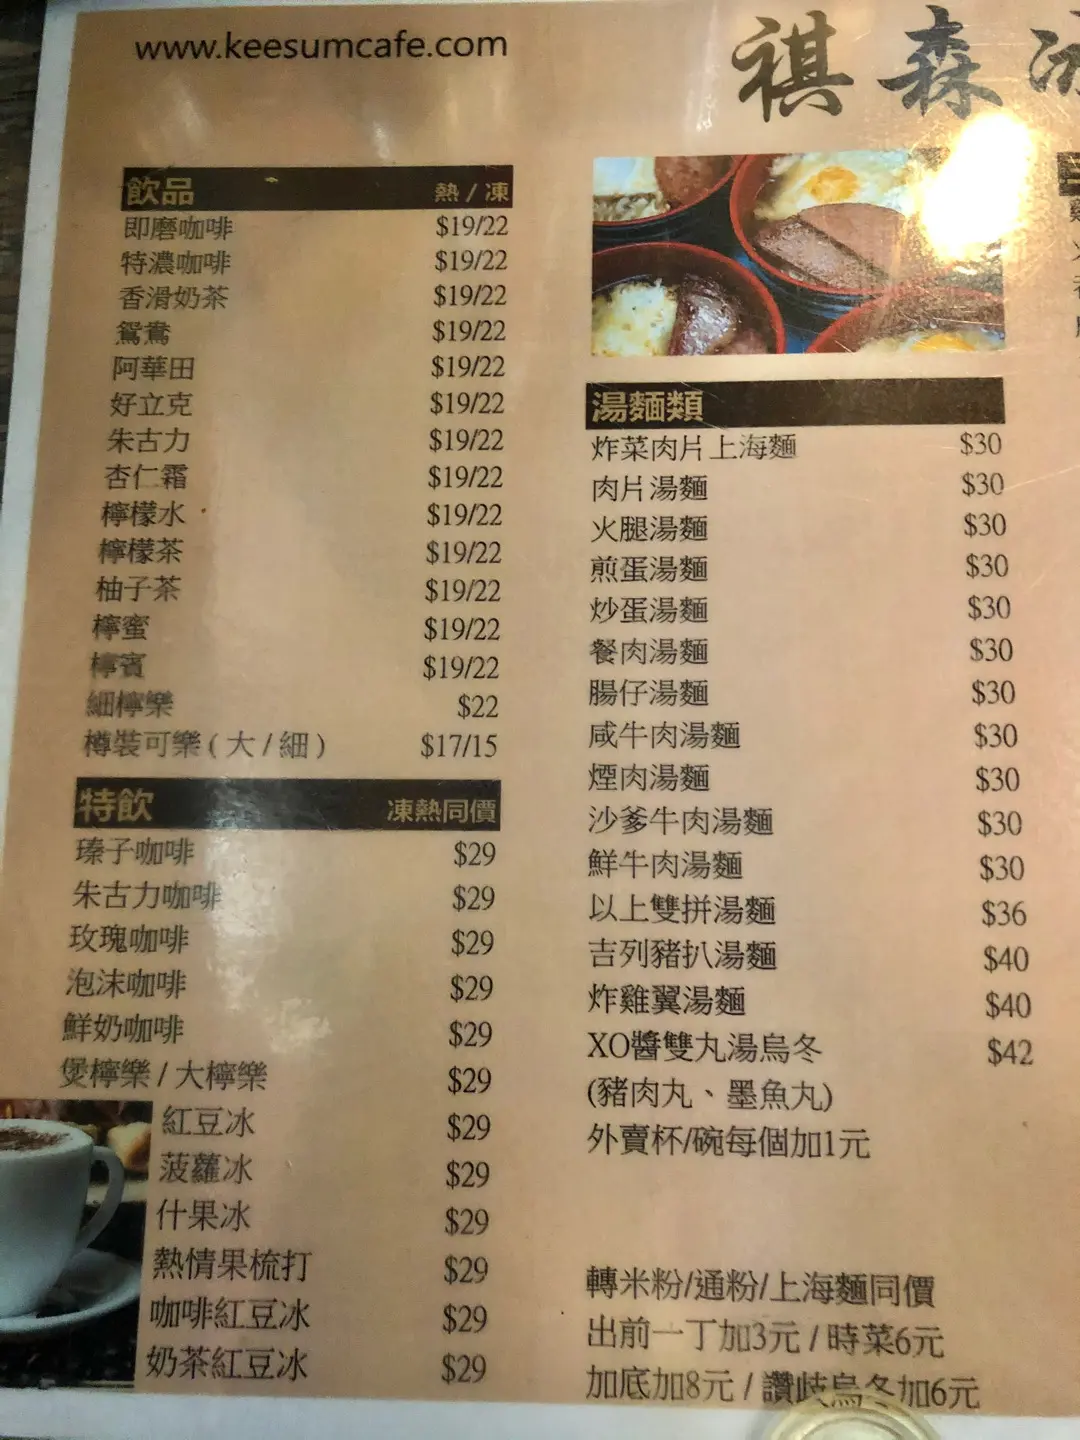 www.keesumcafe.com
祺森
飲品 熱 / 凍
即磨咖啡 $19/22
特濃咖啡 $19/22
香滑奶茶 $19/22
鴛鴦 $19/22
阿華田 $19/22
好立克 $19/22
朱古力 $19/22
杏仁霜 $19/22
檸檬水 $19/22
檸檬茶 $19/22
柚子茶 $19/22
檸蜜 $19/22
檸賓 $19/22
細檸樂 $22
樽裝可樂 ( 大 / 細 ) $17/15
特飲 凍熱同價
瑧子咖啡 $29
朱古力咖啡 $29
玫瑰咖啡 $29
泡沫咖啡 $29
鮮奶咖啡 $29
煲檸樂 / 大檸樂 $29
紅豆冰 $29
菠蘿冰 $29
什果冰 $29
熱情果梳打 $29
咖啡紅豆冰 $29
奶茶紅豆冰 $29
湯麵類
炸菜肉片上海麵 $30
肉片湯麵 $30
火腿湯麵 $30
煎蛋湯麵 $30
炒蛋湯麵 $30
餐肉湯麵 $30
腸仔湯麵 $30
咸牛肉湯麵 $30
煙肉湯麵 $30
沙爹牛肉湯麵 $30
鮮牛肉湯麵 $30
以上雙拼湯麵 $36
吉列豬扒湯麵 $40
炸雞翼湯麵 $40
XO醬雙丸湯烏冬 $42
(豬肉丸、墨魚丸)
外賣杯/碗每個加1元
轉米粉/通粉/上海麵同價
出前一丁加3元 / 時菜6元
加底加8元 / 讚岐烏冬加6元